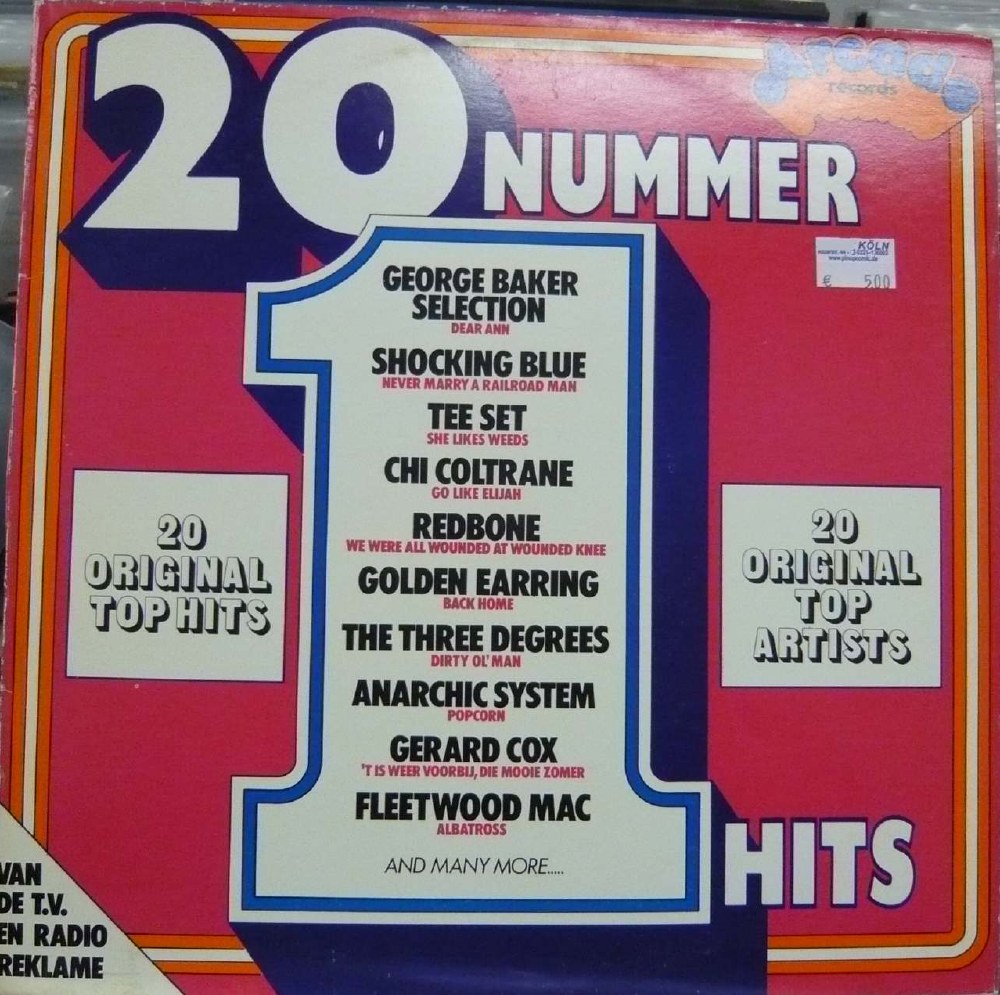 20
NUMMER
1
HITS
Arcade
records
KÖLN
€ 5.00
GEORGE BAKER
SELECTION
DEAR ANN
SHOCKING BLUE
NEVER MARRY A RAILROAD MAN
TEE SET
SHE LIKES WEEDS
CHI COLTRANE
GO LIKE ELIJAH
REDBONE
WE WERE ALL WOUNDED AT WOUNDED KNEE
GOLDEN EARRING
BACK HOME
THE THREE DEGREES
DIRTY OL' MAN
ANARCHIC SYSTEM
POPCORN
GERARD COX
'T IS WEER VOORBIJ, DIE MOOIE ZOMER
FLEETWOOD MAC
ALBATROSS
AND MANY MORE.....
20
ORIGINAL
TOP HITS
20
ORIGINAL
TOP
ARTISTS
VAN
DE T.V.
EN RADIO
REKLAME